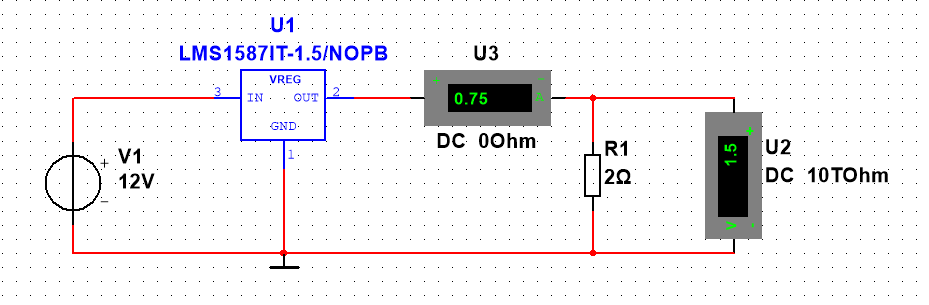 U1
LMS1587IT-1.5/NOPB
VREG
3
IN
OUT
2
GND
1
U3
+
-
0.75
A
DC 0Ohm
V1
12V
+
-
R1
2Ω
+
1.5
V
-
U2
DC 10TOhm